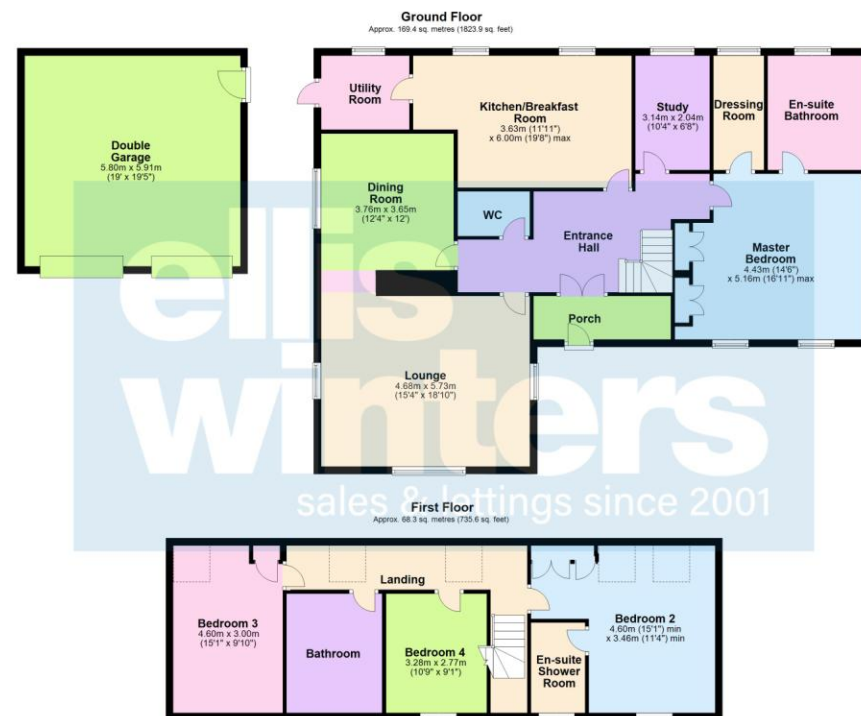 Ground Floor
Approx. 169.4 sq. metres (1823.9 sq. feet)
Double
Garage
5.80m x 5.91m
(19' x 19'5")
Utility
Room
Kitchen/Breakfast
Room
3.63m (11'11")
x 6.00m (19'8") max
Study
3.14m x 2.04m
(10'4" x 6'8")
Dressing
Room
En-suite
Bathroom
Dining
Room
3.76m x 3.65m
(12'4" x 12')
WC
Entrance
Hall
Master
Bedroom
4.43m (14'6")
x 5.16m (16'11") max
Porch
Lounge
4.68m x 5.73m
(15'4" x 18'10")
ellis
winters
sales & lettings since 2001
First Floor
Approx. 68.3 sq. metres (735.6 sq. feet)
Landing
Bedroom 3
4.60m x 3.00m
(15'1" x 9'10")
Bathroom
Bedroom 4
3.28m x 2.77m
(10'9" x 9'1")
En-suite
Shower
Room
Bedroom 2
4.60m (15'1") min
x 3.46m (11'4") min